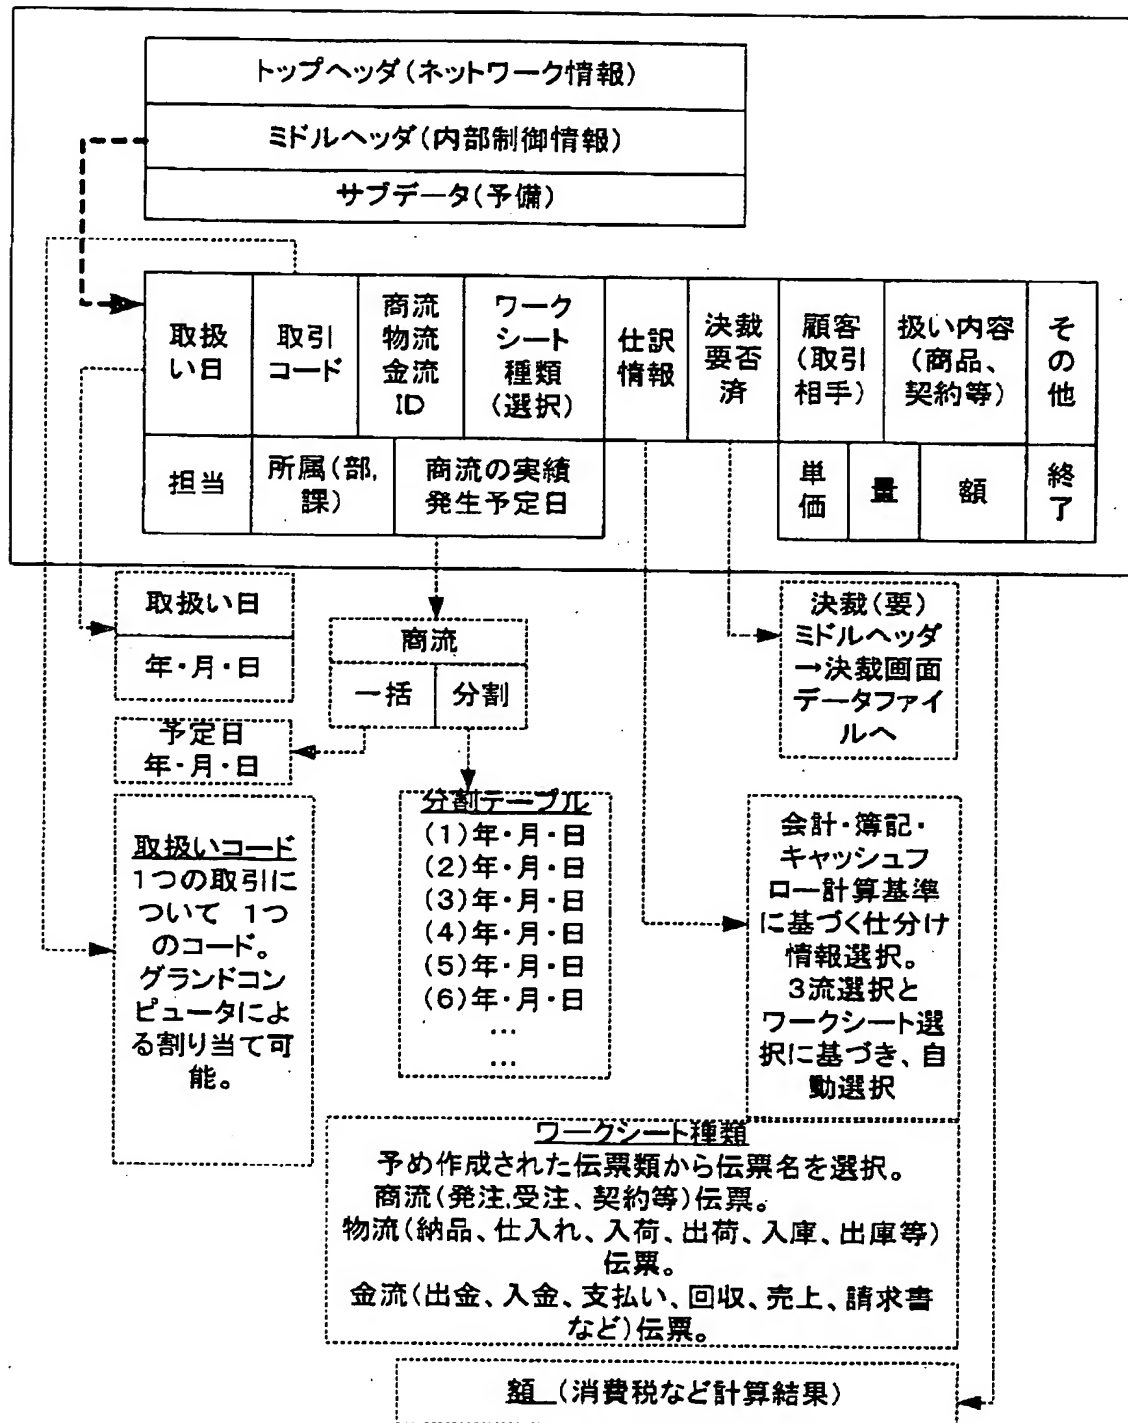 トップヘッダ(ネットワーク情報)
ミドルヘッダ(内部制御情報)
サブデータ(予備)
取扱
い日
取引
コード
商流
物流
金流
ID
ワーク
シート
種類
(選択)
仕訳
情報
決裁
要否
済
顧客
(取引
相手)
扱い内容
(商品、
契約等)
そ
の
他
担当
所属(部,
課)
商流の実績
発生予定日
単
価
量
額
終
了
取扱い日
年・月・日
商流
一括
分割
予定日
年・月・日
決裁(要)
ミドルヘッダ
→決裁画面
データファイ
ルへ
取扱いコード
1つの取引に
ついて 1つ
のコード。
グランドコン
ピュータによ
る割り当て可
能。
分割テーブル
(1)年・月・日
(2)年・月・日
(3)年・月・日
(4)年・月・日
(5)年・月・日
(6)年・月・日
…
…
会計・簿記・
キャッシュフ
ロー計算基準
に基づく仕分け
情報選択。
3流選択と
ワークシート選
択に基づき、自
動選択
ワークシート種類
予め作成された伝票類から伝票名を選択。
商流(発注,受注、契約等)伝票。
物流(納品、仕入れ、入荷、出荷、入庫、出庫等)
伝票。
金流(出金、入金、支払い、回収、売上、請求書
など)伝票。
額 (消費税など計算結果)